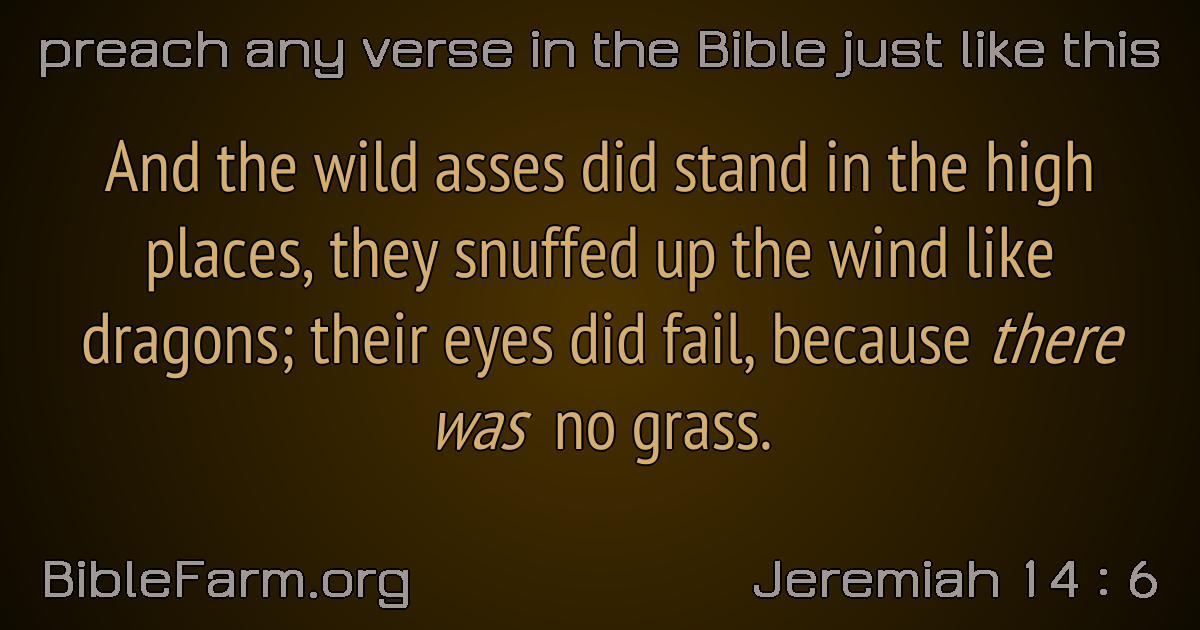 preach any verse in the Bible just like this
And the wild asses did stand in the high
places, they snuffed up the wind like
dragons; their eyes did fail, because there
was no grass.
BibleFarm.org
Jeremiah 14 : 6